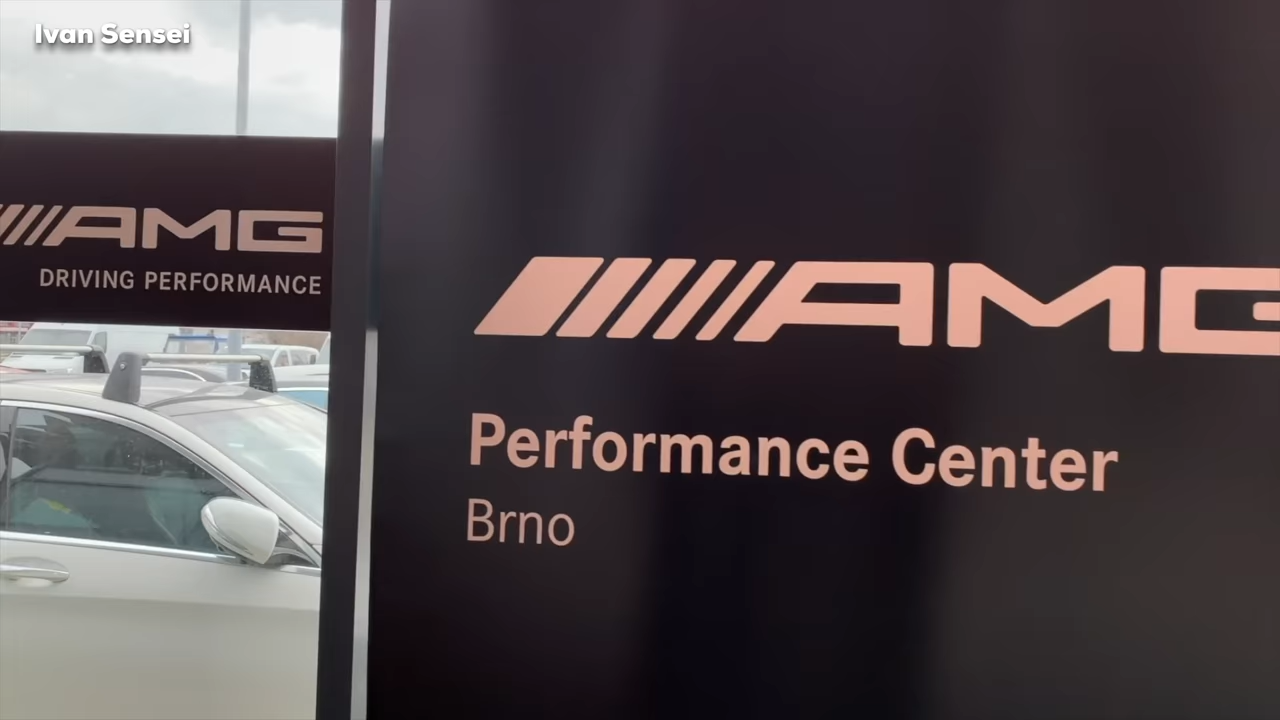 Ivan Sensei
AMG
DRIVING PERFORMANCE
AMG
Performance Center
Brno